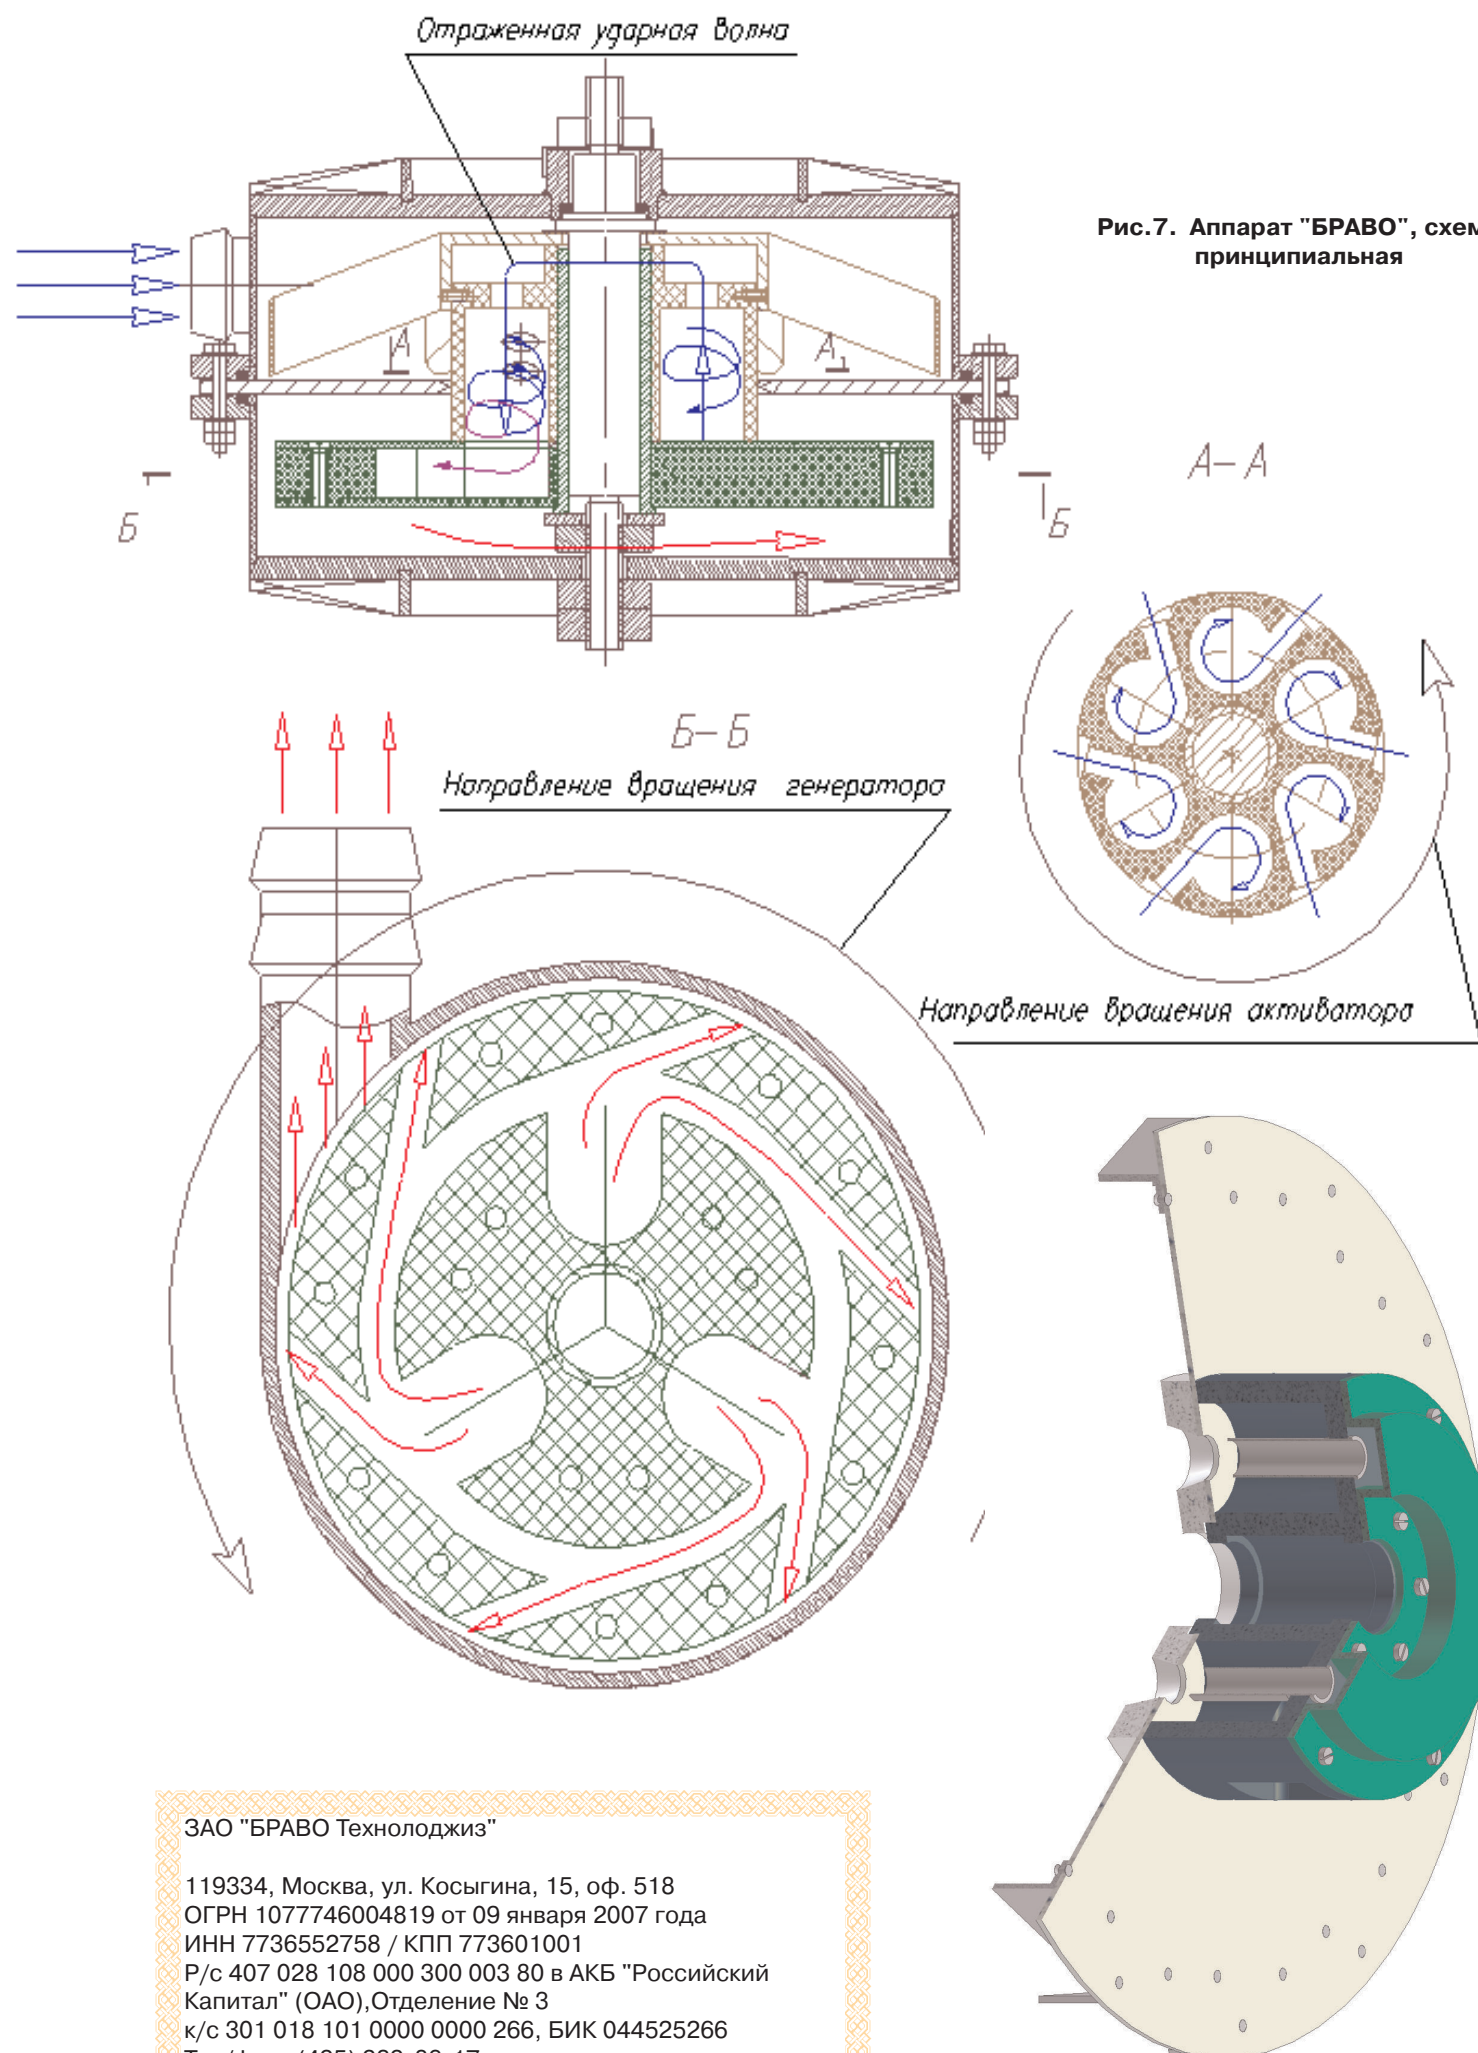 Отраженная ударная волна
Рис.7. Аппарат "БРАВО", схем
принципиальная
А
А1
А–А
Б
Б
Б–Б
Направление вращения генератора
Направление вращения активатора
ЗАО "БРАВО Технолоджиз"
119334, Москва, ул. Косыгина, 15, оф. 518
ОГРН 1077746004819 от 09 января 2007 года
ИНН 7736552758 / КПП 773601001
Р/с 407 028 108 000 300 003 80 в АКБ "Российский
Капитал" (ОАО),Отделение № 3
к/с 301 018 101 0000 0000 266, БИК 044525266